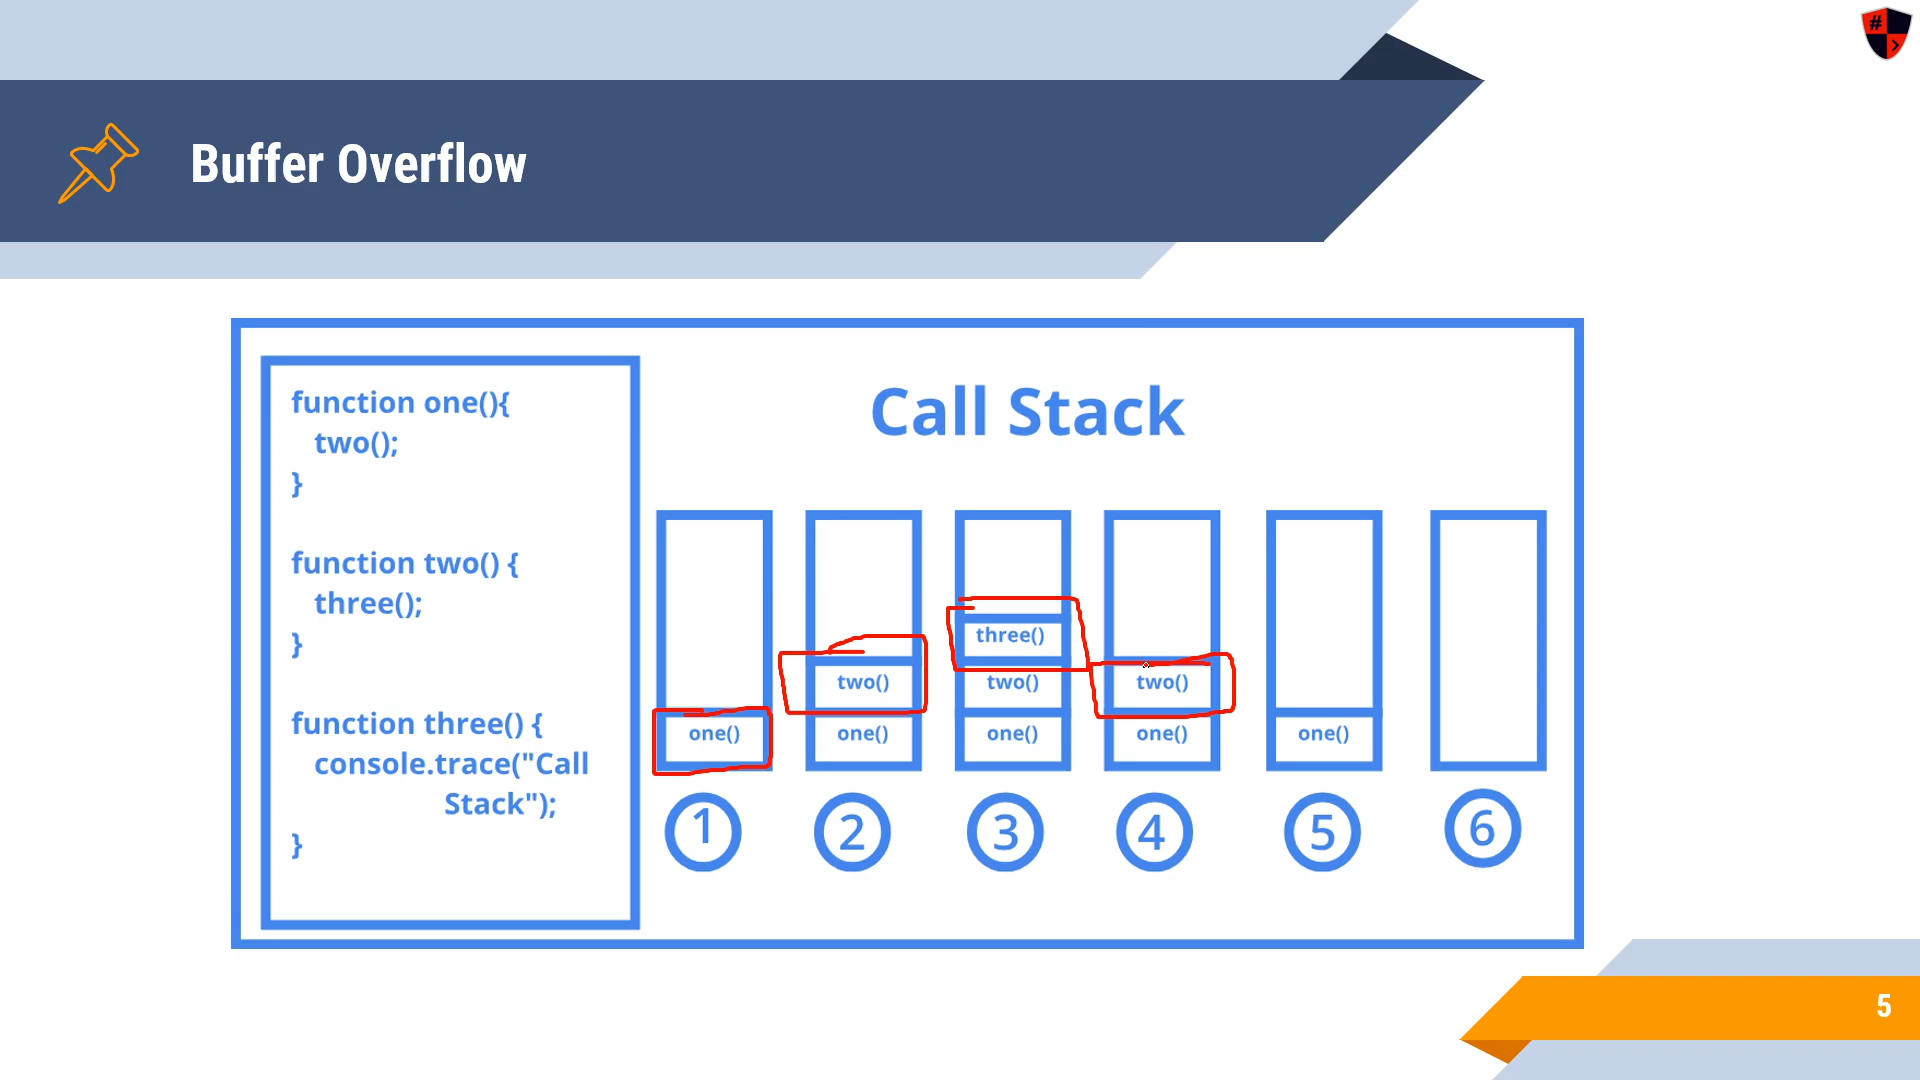 #
>
Buffer Overflow
function one(){
two();
}
function two() {
three();
}
function three() {
console.trace("Call
Stack");
}
Call Stack
one()
two()
one()
three()
two()
one()
two()
one()
one()
1
2
3
4
5
6
5